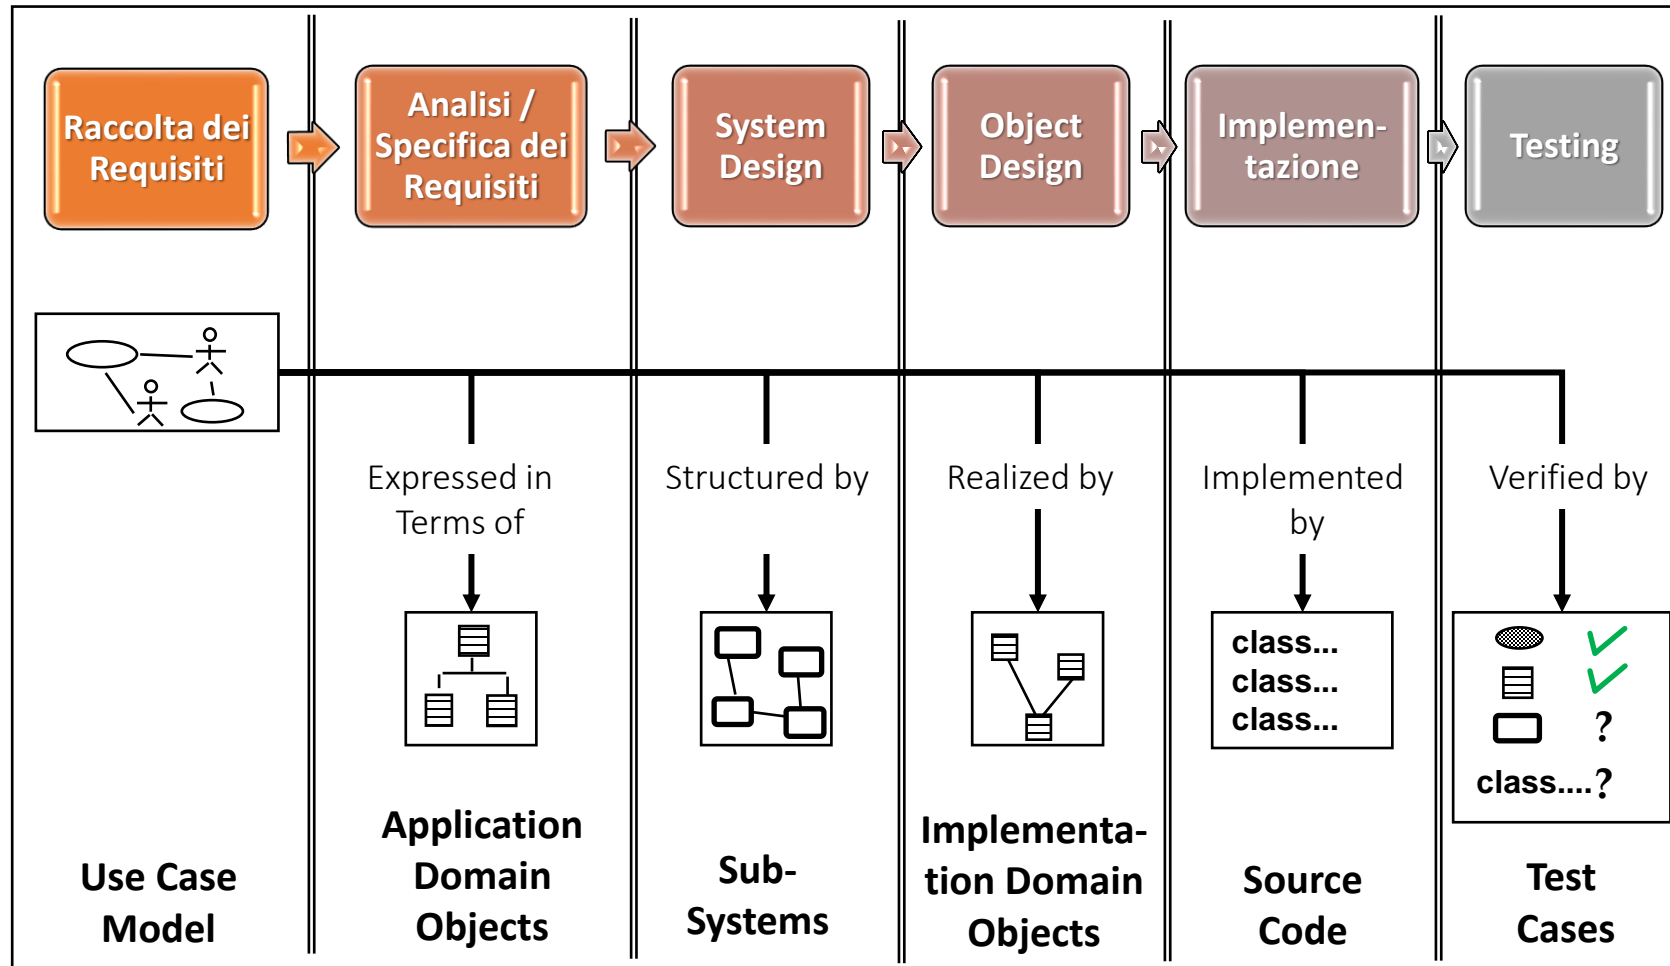 Raccolta dei
Requisiti
Analisi /
Specifica dei
Requisiti
System
Design
Object
Design
Implemen-
tazione
Testing
Expressed in
Terms of
Structured by
Realized by
Implemented
by
Verified by
class...
class...
class...
?
class....?
Use Case
Model
Application
Domain
Objects
Sub-
Systems
Implementa-
tion Domain
Objects
Source
Code
Test
Cases